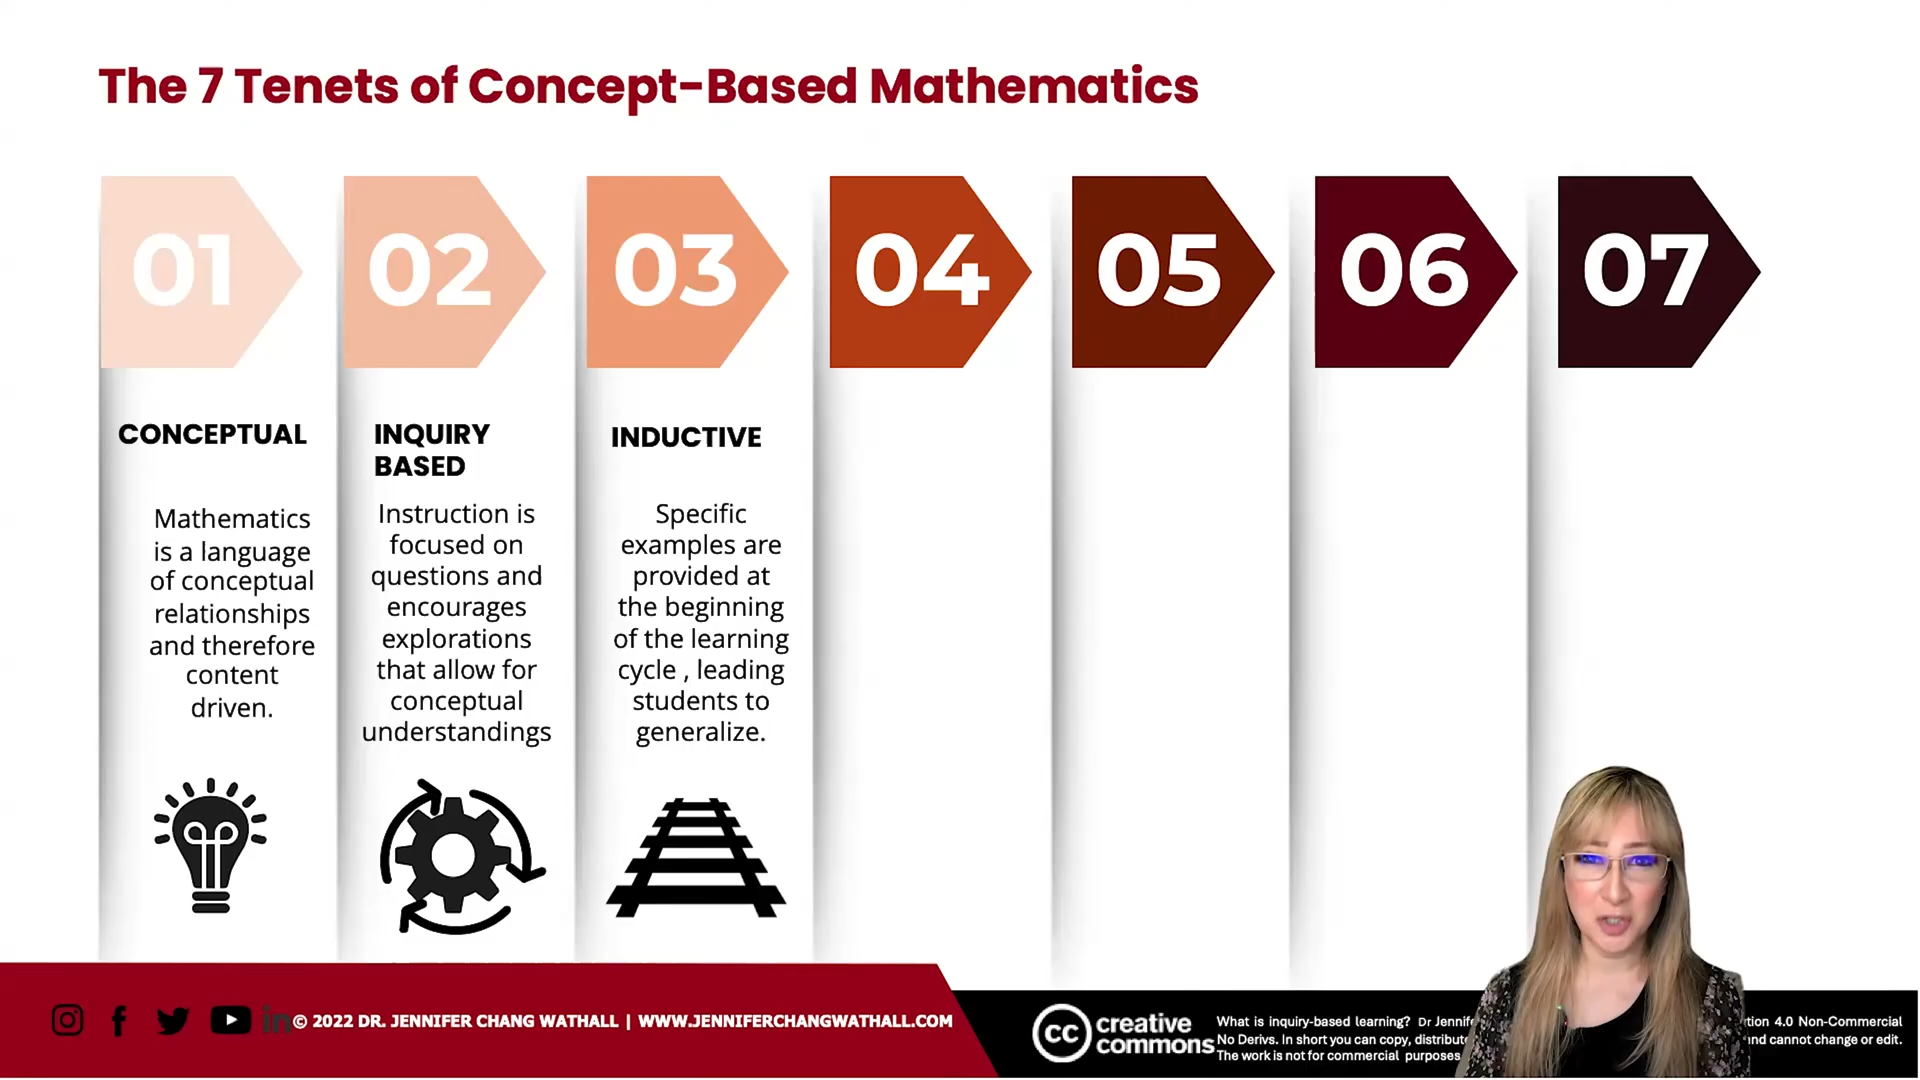 The 7 Tenets of Concept-Based Mathematics
01
02
03
04
05
06
07
CONCEPTUAL
Mathematics
is a language
of conceptual
relationships
and therefore
content
driven.
INQUIRY
BASED
Instruction is
focused on
questions and
encourages
explorations
that allow for
conceptual
understandings
INDUCTIVE
Specific
examples are
provided at
the beginning
of the learning
cycle , leading
students to
generalize.
in © 2022 DR. JENNIFER CHANG WATHALL | WWW.JENNIFERCHANGWATHALL.COM
cc creative
commons
What is inquiry-based learning? Dr 4.0 Non-Commercial
No Derivs. In short you can copy, cannot change or edit.
The work is not for commercial purposes